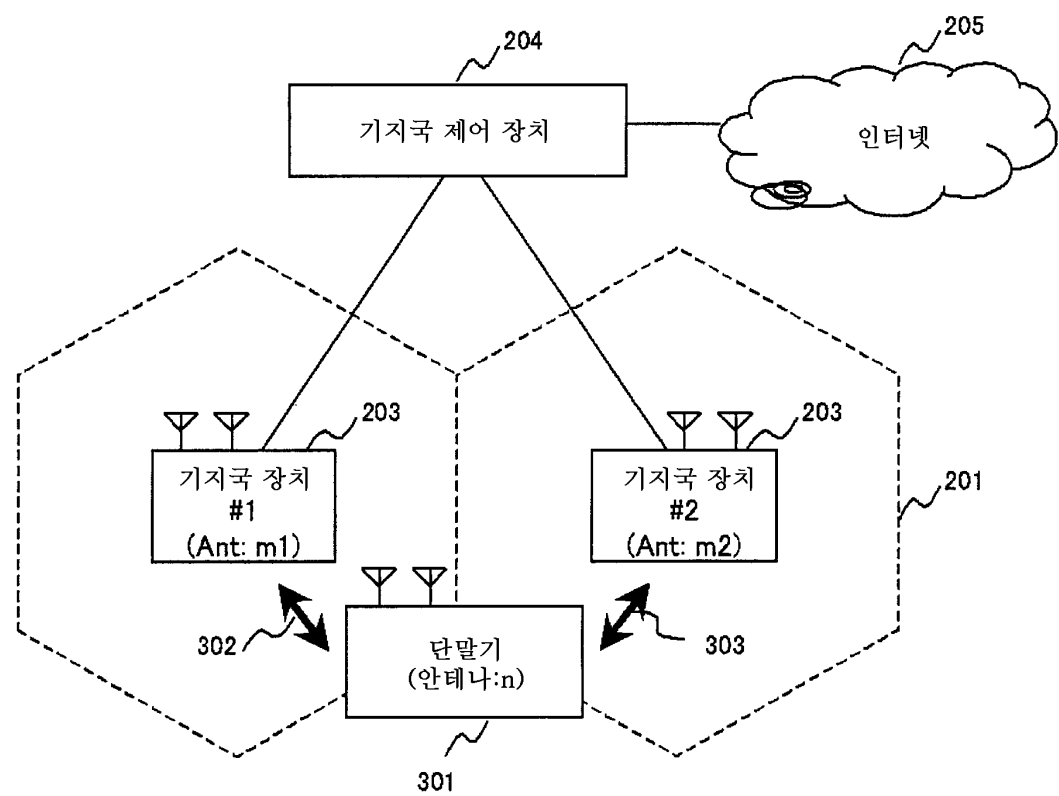 204
205
기지국 제어 장치
인터넷
203
203
기지국 장치
#1
(Ant: m1)
기지국 장치
#2
(Ant: m2)
201
302
303
단말기
(안테나:n)
301